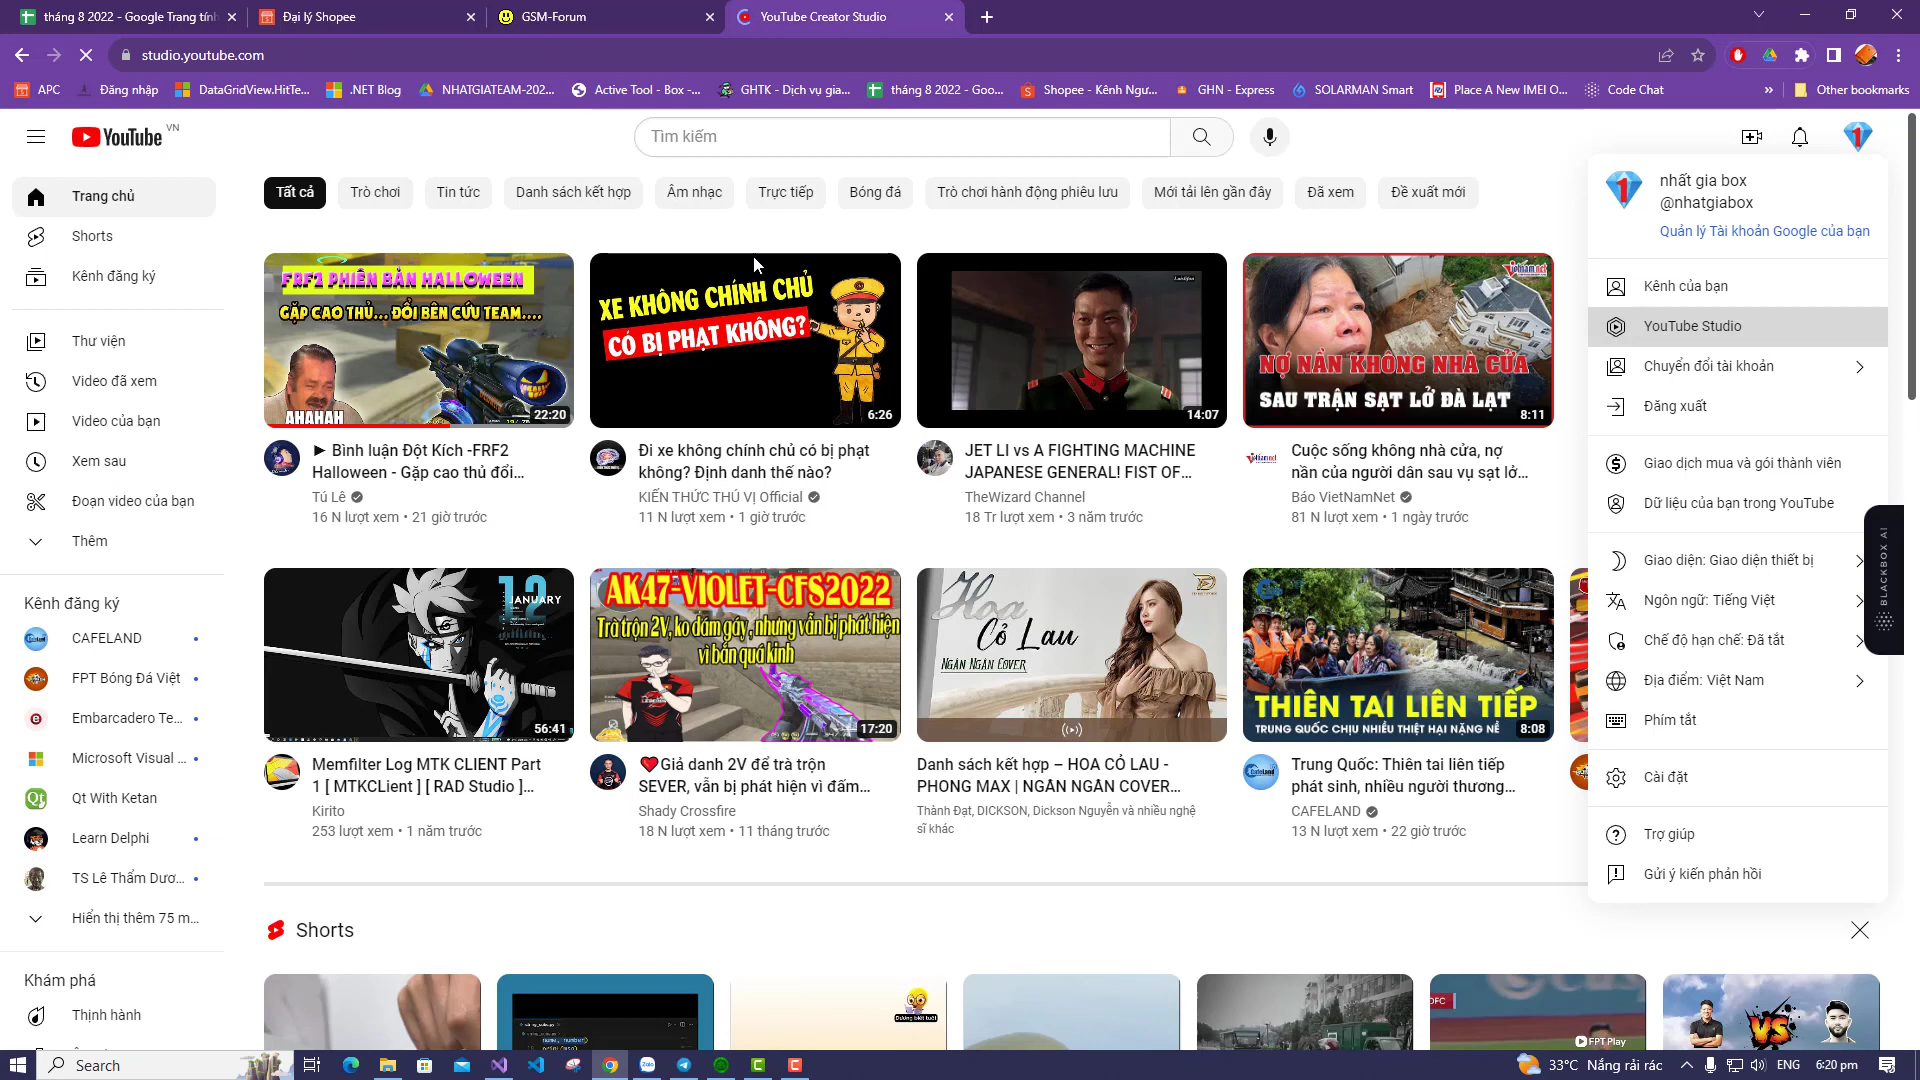 tháng 8 2022 - Google Trang tính
Đại lý Shopee
GSM-Forum
YouTube Creator Studio
studio.youtube.com
APC
Đăng nhập
DataGridView.HitTe...
.NET Blog
NHATGIATEAM-202...
Active Tool - Box -...
GHTK - Dịch vụ gia...
tháng 8 2022 - Goo...
Shopee - Kênh Ngư...
GHN - Express
SOLARMAN Smart
Place A New IMEI O...
Code Chat
Other bookmarks
YouTube VN
Tìm kiếm
Trang chủ
Shorts
Kênh đăng ký
Thư viện
Video đã xem
Video của bạn
Xem sau
Đoạn video của bạn
Thêm
Kênh đăng ký
CAFELAND
FPT Bóng Đá Việt
Embarcadero Te...
Microsoft Visual ...
Qt With Ketan
Learn Delphi
TS Lê Thẩm Dươ...
Hiển thị thêm 75 m...
Khám phá
Thịnh hành
Tất cả
Trò chơi
Tin tức
Danh sách kết hợp
Âm nhạc
Trực tiếp
Bóng đá
Trò chơi hành động phiêu lưu
Mới tải lên gần đây
Đã xem
Đề xuất mới
FRF2 PHIÊN BẢN HALLOWEEN
GẶP CAO THỦ... ĐỔI BÊN CỨU TEAM....
AHAHAH
22:20
► Bình luận Đột Kích -FRF2
Halloween - Gặp cao thủ đổi...
Tú Lê
16 N lượt xem • 21 giờ trước
XE KHÔNG CHÍNH CHỦ
CÓ BỊ PHẠT KHÔNG?
6:26
Đi xe không chính chủ có bị phạt
không? Định danh thế nào?
KIẾN THỨC THÚ VỊ Official
11 N lượt xem • 1 giờ trước
14:07
JET LI vs A FIGHTING MACHINE
JAPANESE GENERAL! FIST OF...
TheWizard Channel
18 Tr lượt xem • 3 năm trước
Vietnamnet
NỢ NẦN KHÔNG NHÀ CỬA
SAU TRẬN SẠT LỞ ĐÀ LẠT
8:11
Cuộc sống không nhà cửa, nợ
nần của người dân sau vụ sạt lở...
Báo VietNamNet
81 N lượt xem • 1 ngày trước
12
JANUARY
56:41
Memfilter Log MTK CLIENT Part
1 [ MTKCLient ] [ RAD Studio ]...
Kirito
253 lượt xem • 1 năm trước
AK47-VIOLET-CFS2022
Trà trộn 2V, ko dám gáy, nhưng vẫn bị phát hiện
vì bắn quá kinh
17:20
❤️Giả danh 2V để trà trộn
SEVER, vẫn bị phát hiện vì đấm...
Shady Crossfire
18 N lượt xem • 11 tháng trước
Hoa
Cỏ Lau
NGÂN NGÂN COVER
Danh sách kết hợp – HOA CỎ LAU -
PHONG MAX | NGÂN NGÂN COVER...
Thành Đạt, DICKSON, Dickson Nguyễn và nhiều nghệ
sĩ khác
THIÊN TAI LIÊN TIẾP
TRUNG QUỐC CHỊU NHIỀU THIỆT HẠI NẶNG NỀ
8:08
Trung Quốc: Thiên tai liên tiếp
phát sinh, nhiều người thương...
CAFELAND
13 N lượt xem • 22 giờ trước
nhất gia box
@nhatgiabox
Quản lý Tài khoản Google của bạn
Kênh của bạn
YouTube Studio
Chuyển đổi tài khoản
Đăng xuất
Giao dịch mua và gói thành viên
Dữ liệu của bạn trong YouTube
Giao diện: Giao diện thiết bị
Ngôn ngữ: Tiếng Việt
Chế độ hạn chế: Đã tắt
Địa điểm: Việt Nam
Phím tắt
Cài đặt
Trợ giúp
Gửi ý kiến phản hồi
BLACKBOX AI
Shorts
FPT Play
VS
Search
33°C Nắng rải rác
ENG
6:20 pm